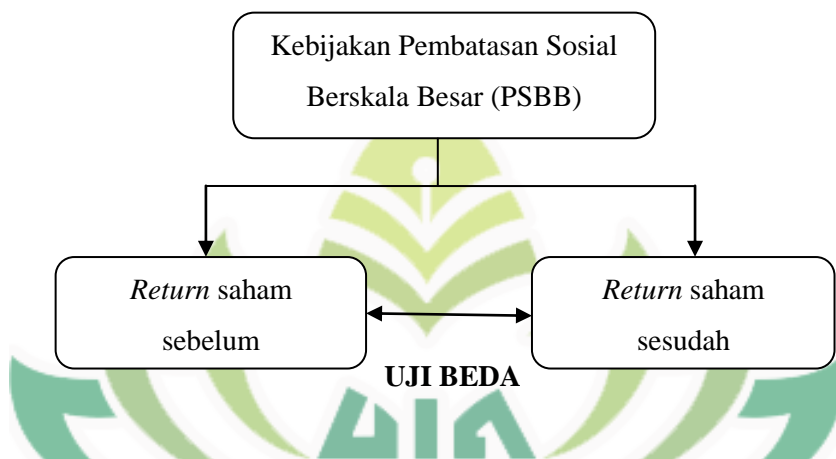 Kebijakan Pembatasan Sosial
Berskala Besar (PSBB)
Return saham
sebelum
Return saham
sesudah
UJI BEDA